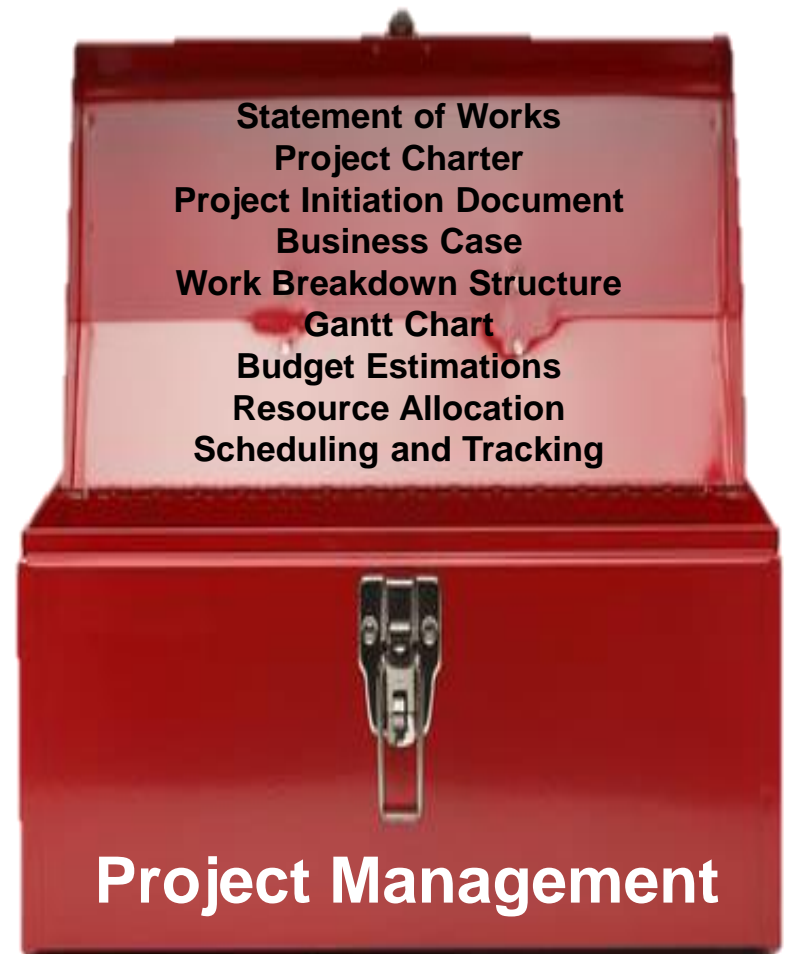 Statement of Works
Project Charter
Project Initiation Document
Business Case
Work Breakdown Structure
Gantt Chart
Budget Estimations
Resource Allocation
Scheduling and Tracking
Project Management